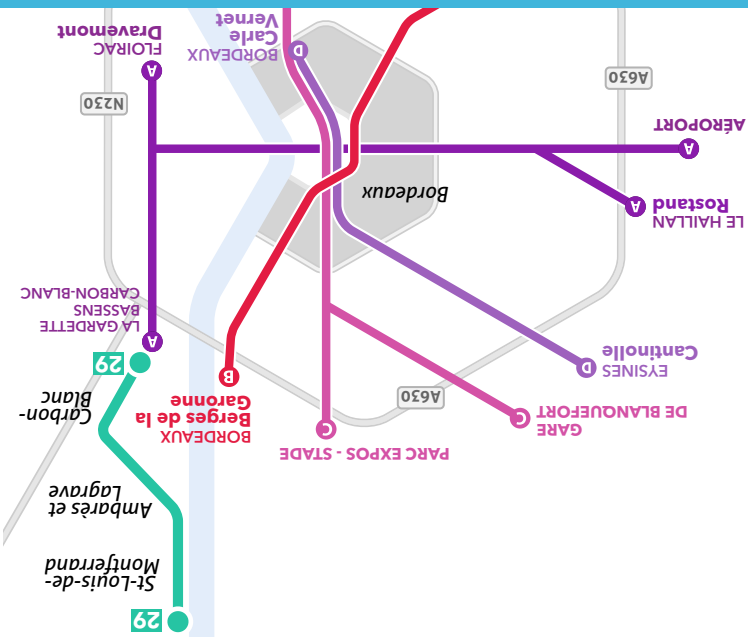 29
St-Louis-de-
Montferrand
Ambarès et
Lagrave
PARC EXPOS - STADE
C
GARE
DE BLANQUEFORT
C
BORDEAUX
Berges de la
Garonne
B
Carbon-
Blanc
A630
EYSINES
Cantinolle
D
29
A
LA GARDETTE
BASSENS
CARBON-BLANC
LE HAILLAN
Rostand
A
Bordeaux
AÉROPORT
A
A630
N230
A
FLOIRAC
Dravemont
D
BORDEAUX
Carle
Vernet